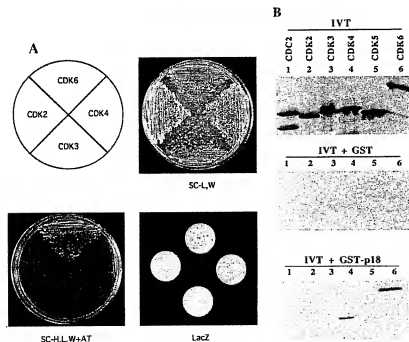 A
CDK6
CDK2
CDK4
CDK3
SC-L,W
SC-H,L,W+AT
LacZ
B
IVT
CDC2
CDK2
CDK3
CDK4
CDK5
CDK6
1 2 3 4 5 6
IVT + GST
1 2 3 4 5 6
IVT + GST-p18
1 2 3 4 5 6